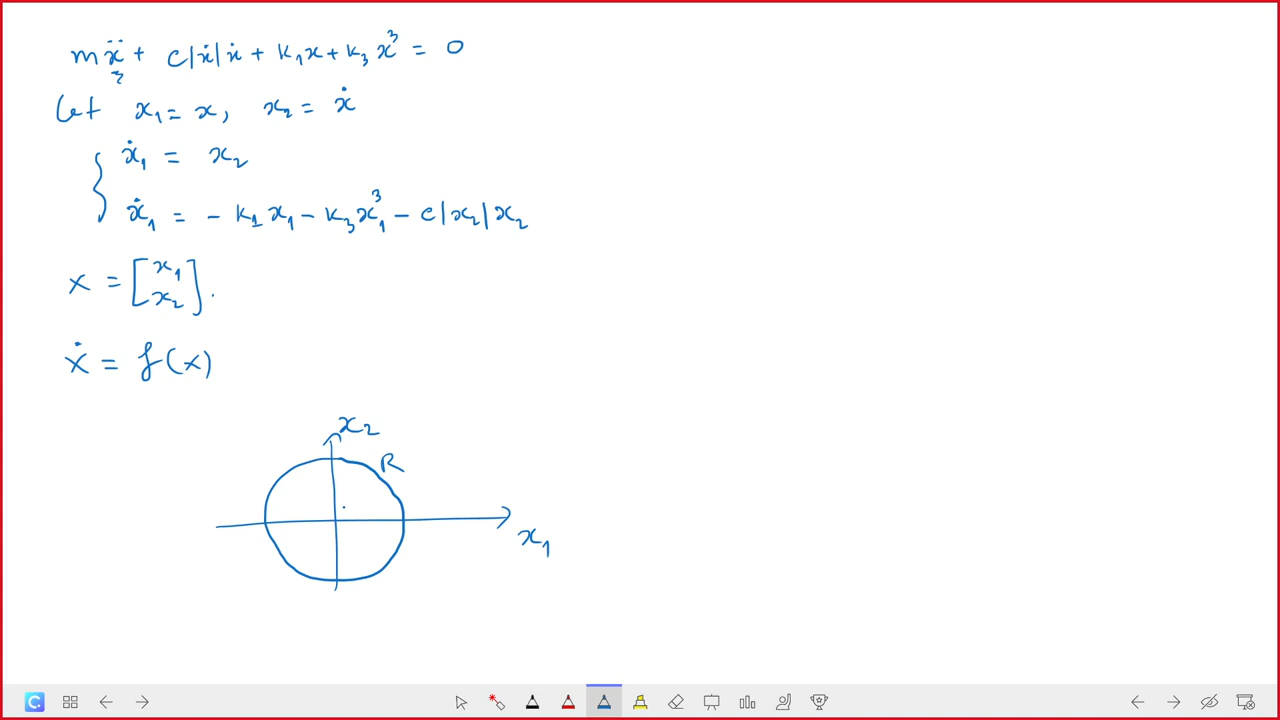 mẍ + c|ẋ|ẋ + k₁x + k₃x³ = 0
Let x₁ = x, x₂ = ẋ
ẋ₁ = x₂
ẋ₁ = - k₁x₁ - k₃x₁³ - c|x₂|x₂
x = [x₁ x₂].
ẋ = f(x)
x₂
R
x₁